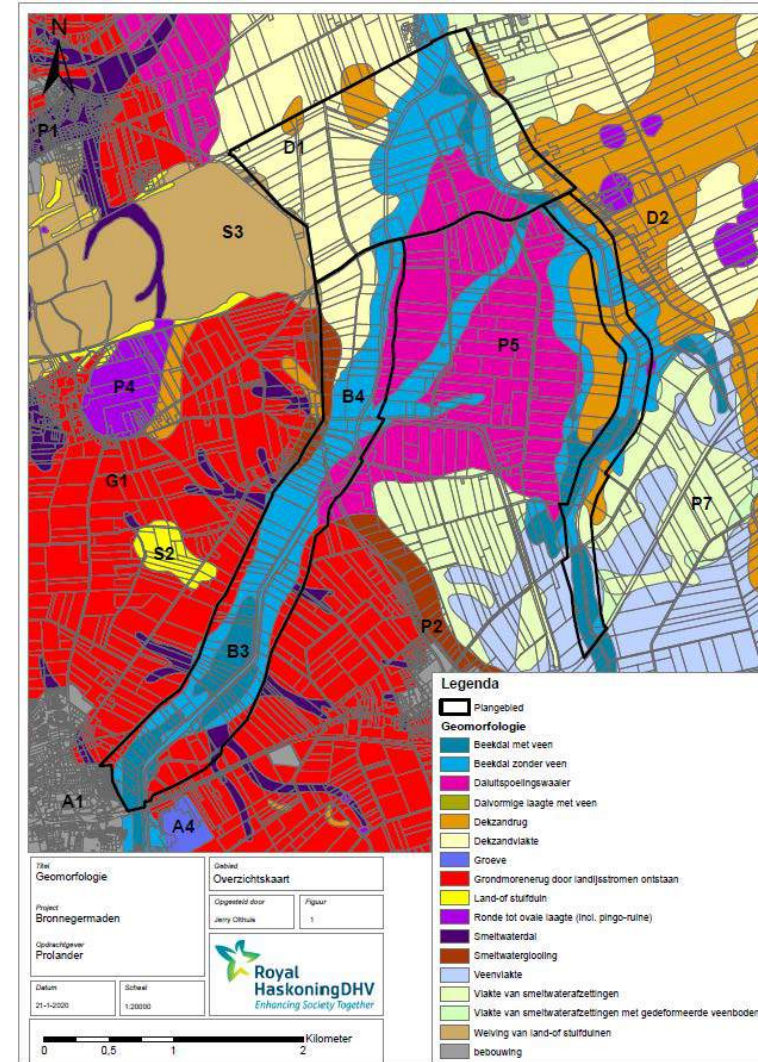 N
P1
D1
S3
D2
P5
P4
B4
G1
P7
S2
P2
B3
A1
A4
Legenda
Plangebied
Geomorfologie
Beekdal met veen
Beekdal zonder veen
Daluitspoelingswaaier
Dalvormige laagte met veen
Dekzandrug
Dekzandvlakte
Groeve
Grondmorenerug door landijsstromen ontstaan
Land-of stuifduin
Ronde tot ovale laagte (incl. pingo-ruïne)
Smeltwaterdal
Smeltwaterglooiing
Veenvlakte
Vlakte van smeltwaterafzettingen
Vlakte van smeltwaterafzettingen met gedeformeerde veenboden
Welving van land-of stuifduinen
bebouwing
Titel
Geomorfologie
Project
Bronnegermaden
Opdrachtgever
Prolander
Datum
21-1-2020
Schaal
1:20000
Gebied
Overzichtskaart
Opgesteld door
Jerry Olthuis
Figuur
1
Royal
HaskoningDHV
Enhancing Society Together
Kilometer
0 0,5 1 2